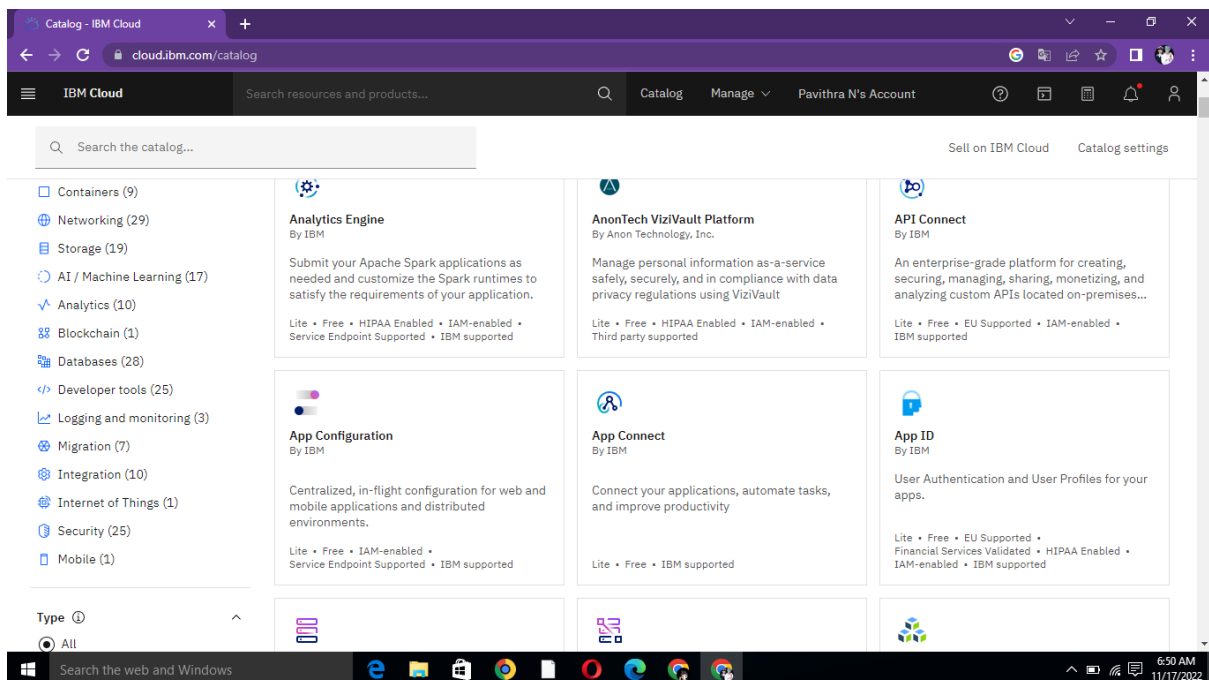 Catalog - IBM Cloud
cloud.ibm.com/catalog
IBM Cloud
Search resources and products...
Catalog
Manage
Pavithra N's Account
Search the catalog...
Sell on IBM Cloud
Catalog settings
Containers (9)
Networking (29)
Storage (19)
AI / Machine Learning (17)
Analytics (10)
Blockchain (1)
Databases (28)
Developer tools (25)
Logging and monitoring (3)
Migration (7)
Integration (10)
Internet of Things (1)
Security (25)
Mobile (1)
Type
All
Analytics Engine
By IBM
Submit your Apache Spark applications as
needed and customize the Spark runtimes to
satisfy the requirements of your application.
Lite • Free • HIPAA Enabled • IAM-enabled •
Service Endpoint Supported • IBM supported
AnonTech ViziVault Platform
By Anon Technology, Inc.
Manage personal information as-a-service
safely, securely, and in compliance with data
privacy regulations using ViziVault
Lite • Free • HIPAA Enabled • IAM-enabled •
Third party supported
API Connect
By IBM
An enterprise-grade platform for creating,
securing, managing, sharing, monetizing, and
analyzing custom APIs located on-premises...
Lite • Free • EU Supported • IAM-enabled •
IBM supported
App Configuration
By IBM
Centralized, in-flight configuration for web and
mobile applications and distributed
environments.
Lite • Free • IAM-enabled •
Service Endpoint Supported • IBM supported
App Connect
By IBM
Connect your applications, automate tasks,
and improve productivity
Lite • Free • IBM supported
App ID
By IBM
User Authentication and User Profiles for your
apps.
Lite • Free • EU Supported •
Financial Services Validated • HIPAA Enabled •
IAM-enabled • IBM supported
Search the web and Windows
6:50 AM
11/17/2022